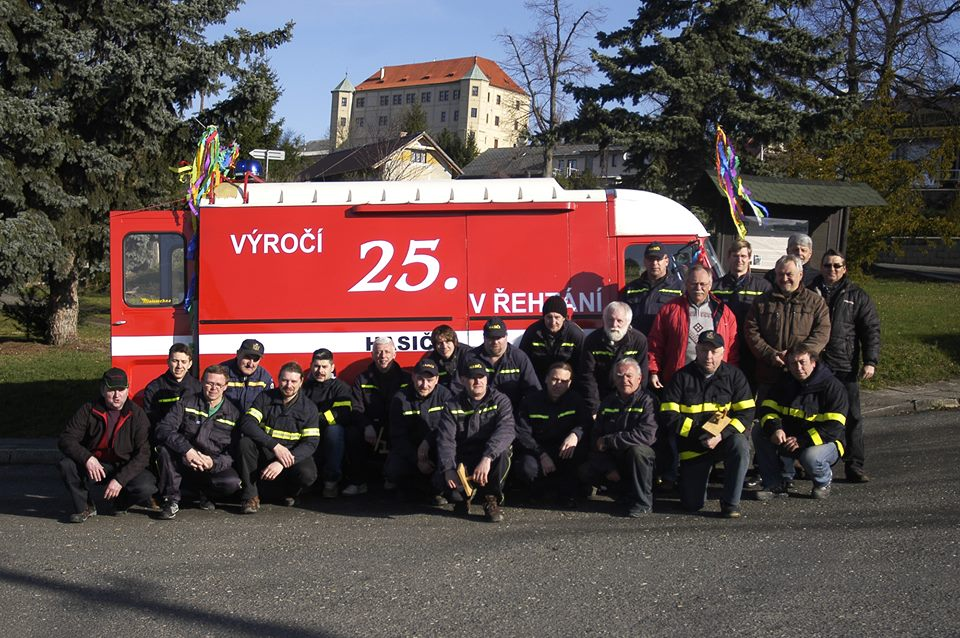 VÝROČÍ
25.
V ŘEHTÁNÍ
HASIČ